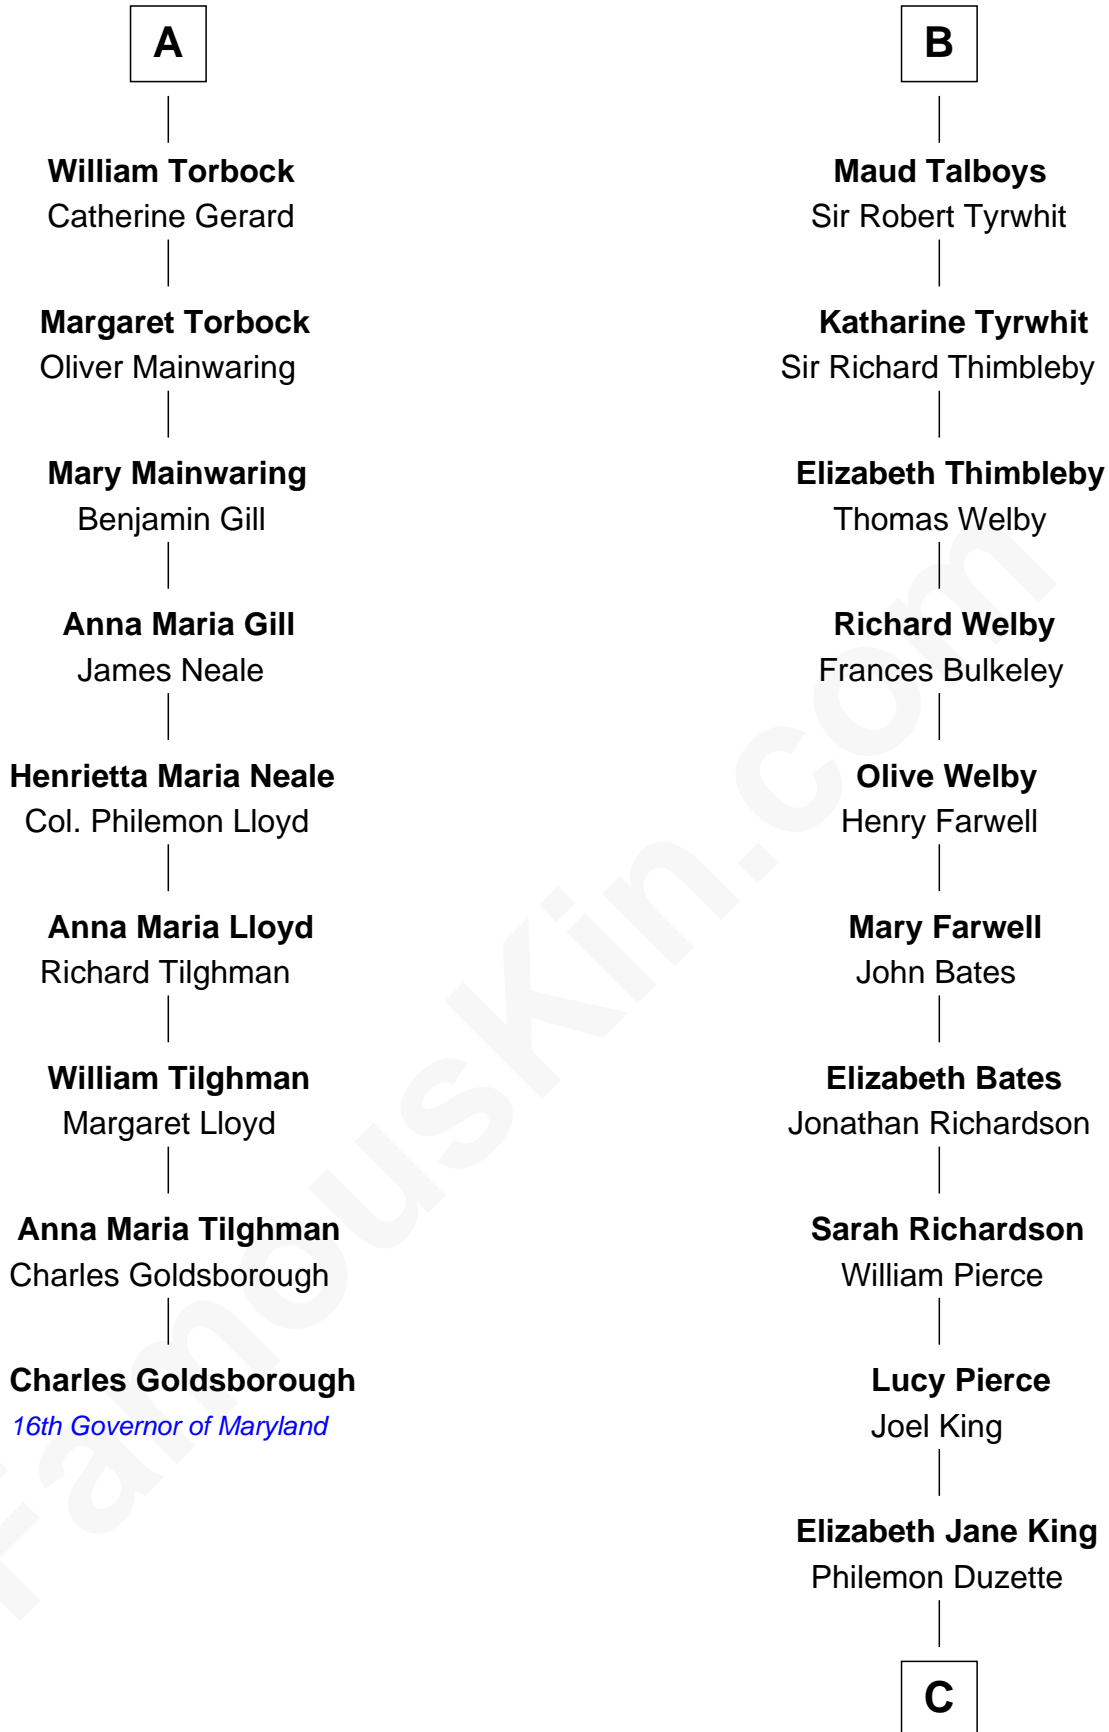 A
William Torbock
Catherine Gerard
Margaret Torbock
Oliver Mainwaring
Mary Mainwaring
Benjamin Gill
Anna Maria Gill
James Neale
Henrietta Maria Neale
Col. Philemon Lloyd
Anna Maria Lloyd
Richard Tilghman
William Tilghman
Margaret Lloyd
Anna Maria Tilghman
Charles Goldsborough
Charles Goldsborough
16th Governor of Maryland
B
Maud Talboys
Sir Robert Tyrwhit
Katharine Tyrwhit
Sir Richard Thimbleby
Elizabeth Thimbleby
Thomas Welby
Richard Welby
Frances Bulkeley
Olive Welby
Henry Farwell
Mary Farwell
John Bates
Elizabeth Bates
Jonathan Richardson
Sarah Richardson
William Pierce
Lucy Pierce
Joel King
Elizabeth Jane King
Philemon Duzette
C
FamousKin.com